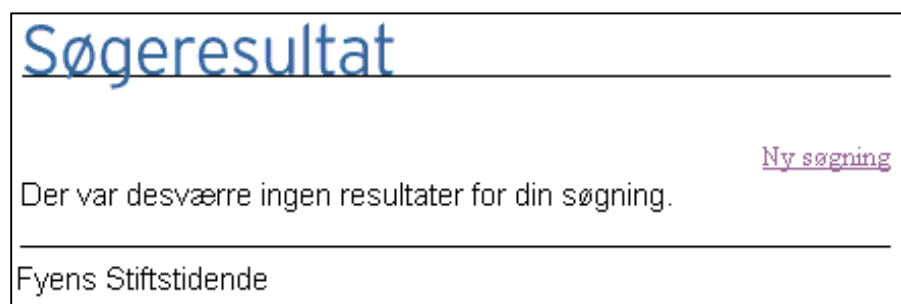 Søgeresultat
Ny søgning
Der var desværre ingen resultater for din søgning.
Fyens Stiftstidende